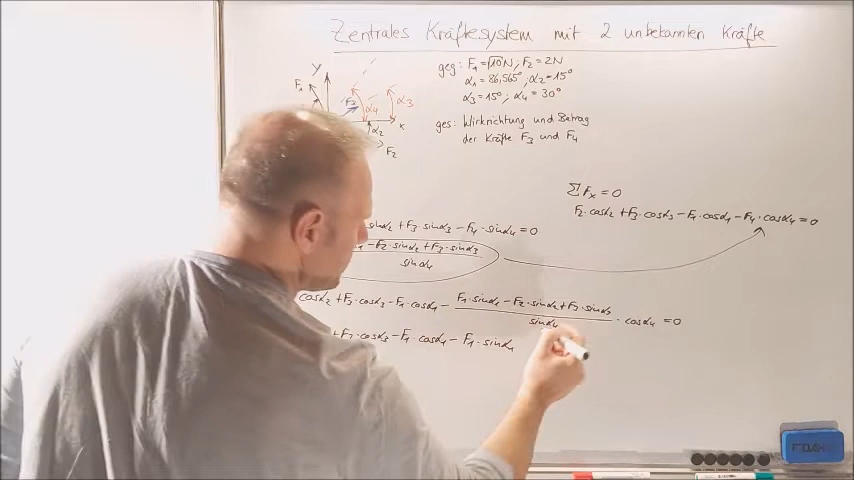 Zentrales Kräftesystem mit 2 unbekannten Kräfte
geg: F₁=√10 N, F₂=2N
α₁=86,565°, α₂=15°
α₃=15°; α₄=30°
ges: Wirkrichtung und Betrag
der Kräfte F₃ und F₄
y
F₁
F₃
α₄
α₃
x
α₂
F₂
ΣFₓ=0
F₂·cosα₂+F₃·cosα₃-F₁·cosα₁-F₄·cosα₄=0
sinα₂+F₃·sinα₃-F₄·sinα₄=0
-F₂·sinα₂+F₃·sinα₃
sinα₄
cosα₂+F₃·cosα₃-F₁·cosα₁- F₁·sinα₁-F₂·sinα₂+F₃·sinα₃
sinα₄ ·cosα₄=0
+F₃·cosα₃-F₁·cosα₁-F₁·sinα₁